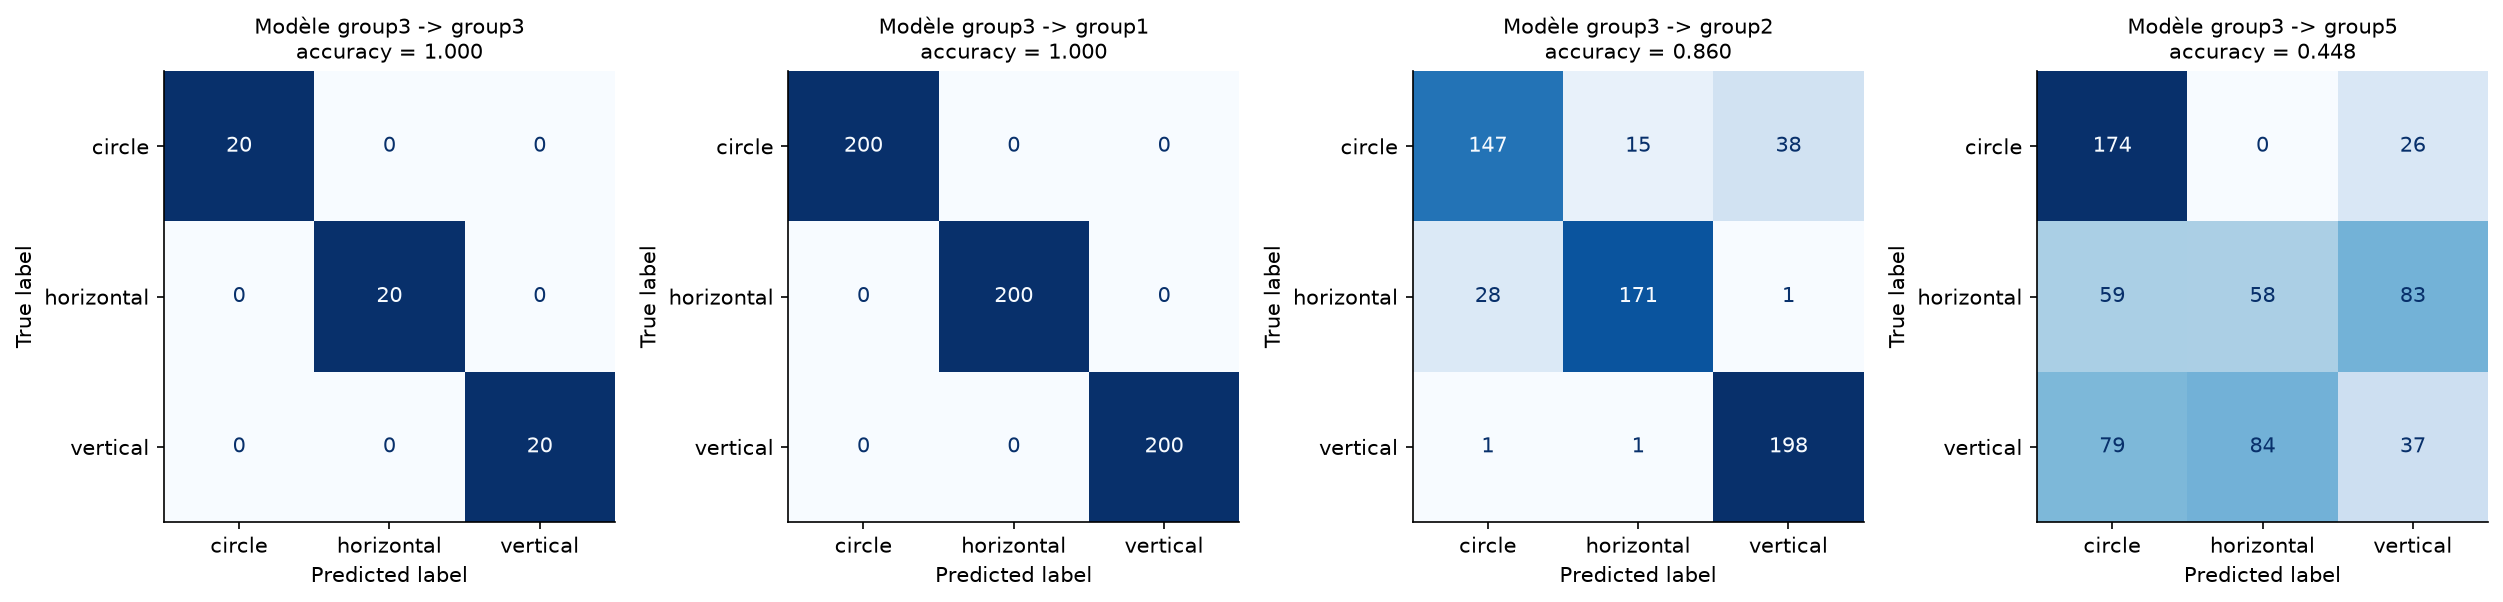 Modèle group3 -> group3
accuracy = 1.000
True label
circle 20 0 0
horizontal 0 20 0
vertical 0 0 20
circle horizontal vertical
Predicted label
Modèle group3 -> group1
accuracy = 1.000
True label
circle 200 0 0
horizontal 0 200 0
vertical 0 0 200
circle horizontal vertical
Predicted label
Modèle group3 -> group2
accuracy = 0.860
True label
circle 147 15 38
horizontal 28 171 1
vertical 1 1 198
circle horizontal vertical
Predicted label
Modèle group3 -> group5
accuracy = 0.448
True label
circle 174 0 26
horizontal 59 58 83
vertical 79 84 37
circle horizontal vertical
Predicted label